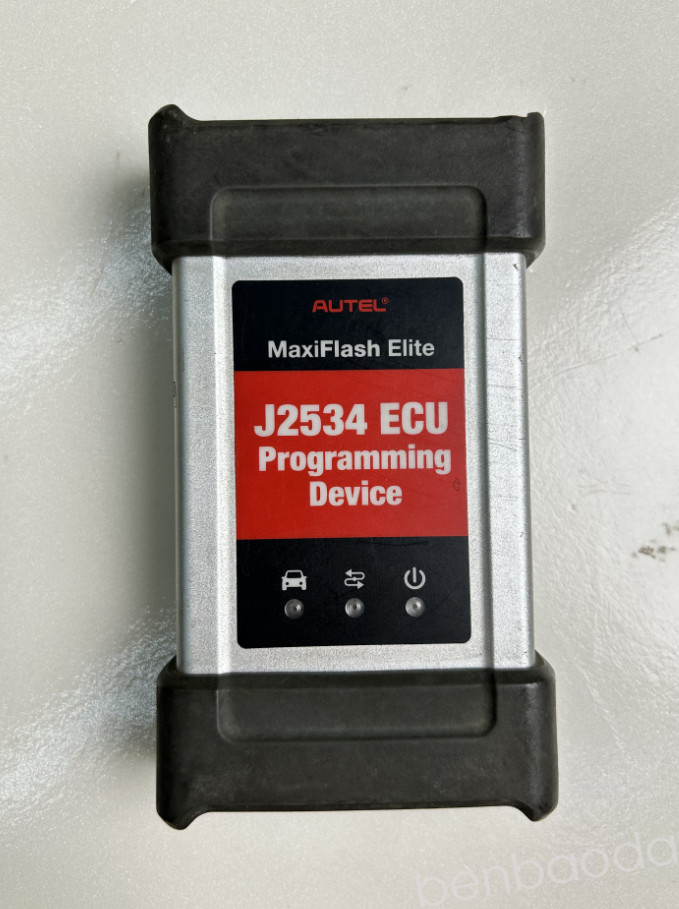 AUTEL®
MaxiFlash Elite
J2534 ECU
Programming
Device
benbaoda